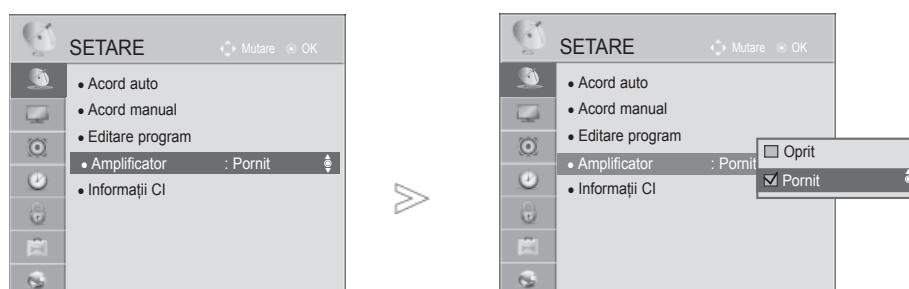 SETARE Mutare OK
• Acord auto
• Acord manual
• Editare program
• Amplificator : Pornit
• Informații CI
SETARE Mutare OK
• Acord auto
• Acord manual
• Editare program
• Amplificator : Pornit
• Informații CI
Oprit
Pornit